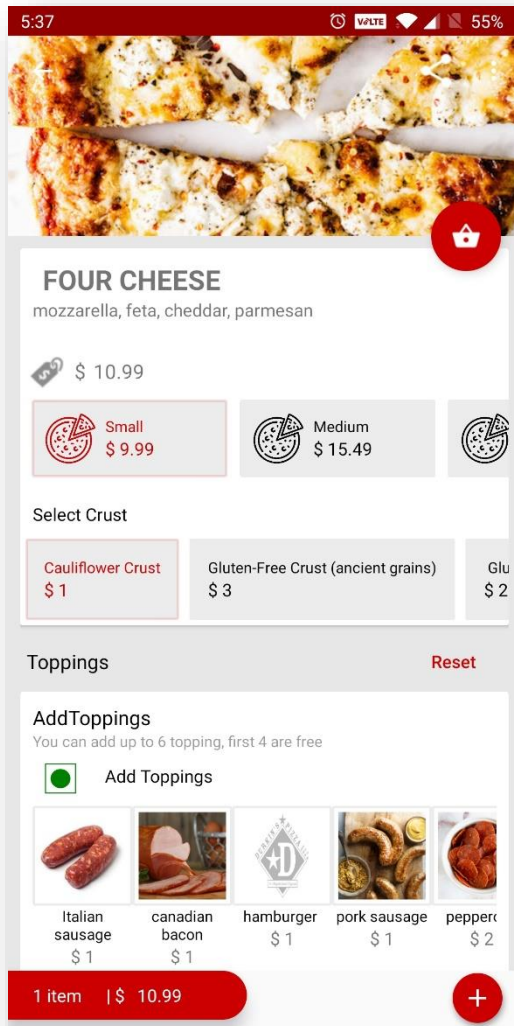 5:37
VoLTE
55%
FOUR CHEESE
mozzarella, feta, cheddar, parmesan
$ 10.99
Small
$ 9.99
Medium
$ 15.49
Select Crust
Cauliflower Crust
$ 1
Gluten-Free Crust (ancient grains)
$ 3
Glu
$ 2
Toppings
Reset
AddToppings
You can add up to 6 topping, first 4 are free
Add Toppings
Italian
sausage
$ 1
canadian
bacon
$ 1
hamburger
$ 1
pork sausage
$ 1
pepperc
$ 2
1 item | $ 10.99